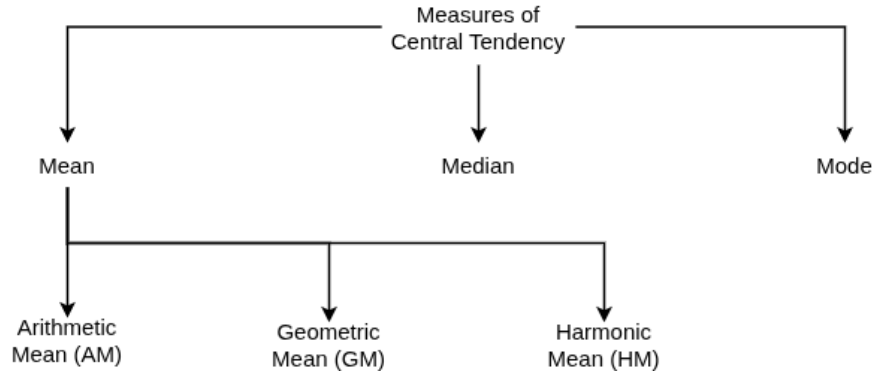 Measures of
Central Tendency
Mean
Median
Mode
Arithmetic
Mean (AM)
Geometric
Mean (GM)
Harmonic
Mean (HM)